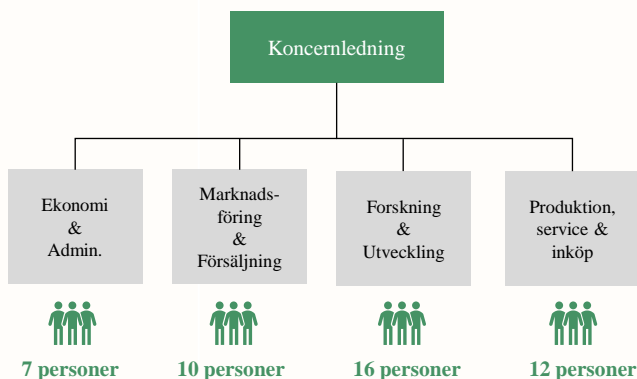 Koncernledning
Ekonomi
&
Admin.
Marknads-
föring
&
Försäljning
Forskning
&
Utveckling
Produktion,
service &
inköp
7 personer
10 personer
16 personer
12 personer